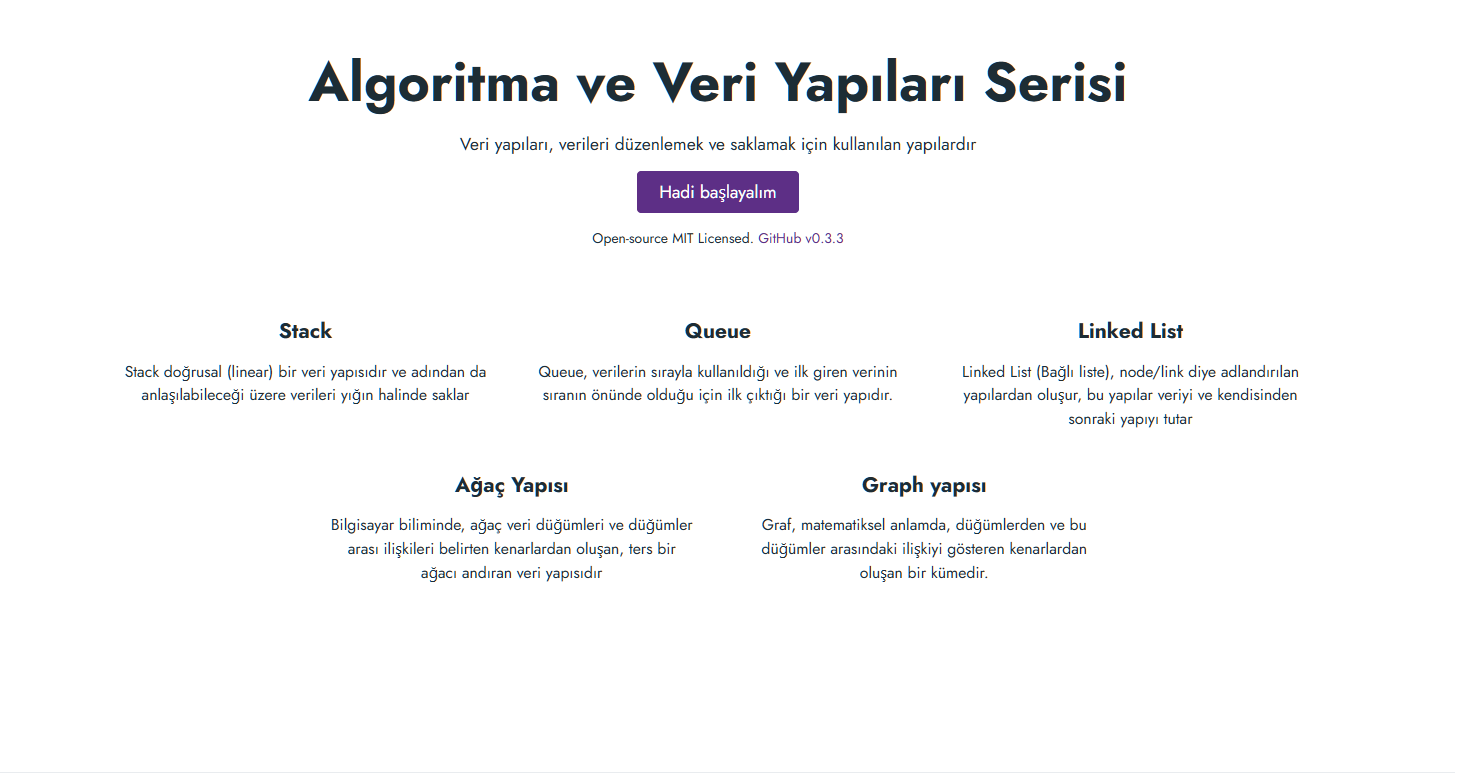 Algoritma ve Veri Yapıları Serisi
Veri yapıları, verileri düzenlemek ve saklamak için kullanılan yapılardır
Hadi başlayalım
Open-source MIT Licensed. GitHub v0.3.3
Stack
Stack doğrusal (linear) bir veri yapısıdır ve adından da
anlaşılabileceği üzere verileri yığın halinde saklar
Queue
Queue, verilerin sırayla kullanıldığı ve ilk giren verinin
sıranın önünde olduğu için ilk çıktığı bir veri yapıdır.
Linked List
Linked List (Bağlı liste), node/link diye adlandırılan
yapılardan oluşur, bu yapılar veriyi ve kendisinden
sonraki yapıyı tutar
Ağaç Yapısı
Bilgisayar biliminde, ağaç veri düğümleri ve düğümler
arası ilişkileri belirten kenarlardan oluşan, ters bir
ağacı andıran veri yapısıdır
Graph yapısı
Graf, matematiksel anlamda, düğümlerden ve bu
düğümler arasındaki ilişkiyi gösteren kenarlardan
oluşan bir kümedir.